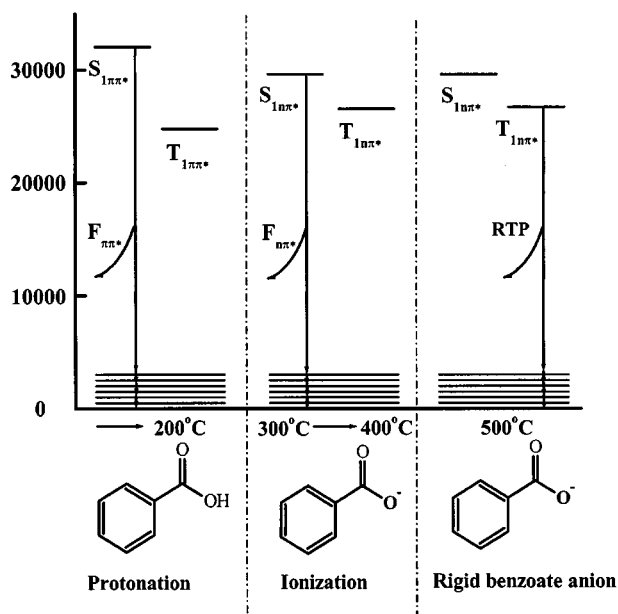 30000
20000
10000
0
S1ππ*
T1ππ*
Fππ*
S1nπ*
T1nπ*
Fnπ*
S1nπ*
T1nπ*
RTP
200°C
300°C
400°C
500°C
O
OH
O
O-
O
O-
Protonation
Ionization
Rigid benzoate anion